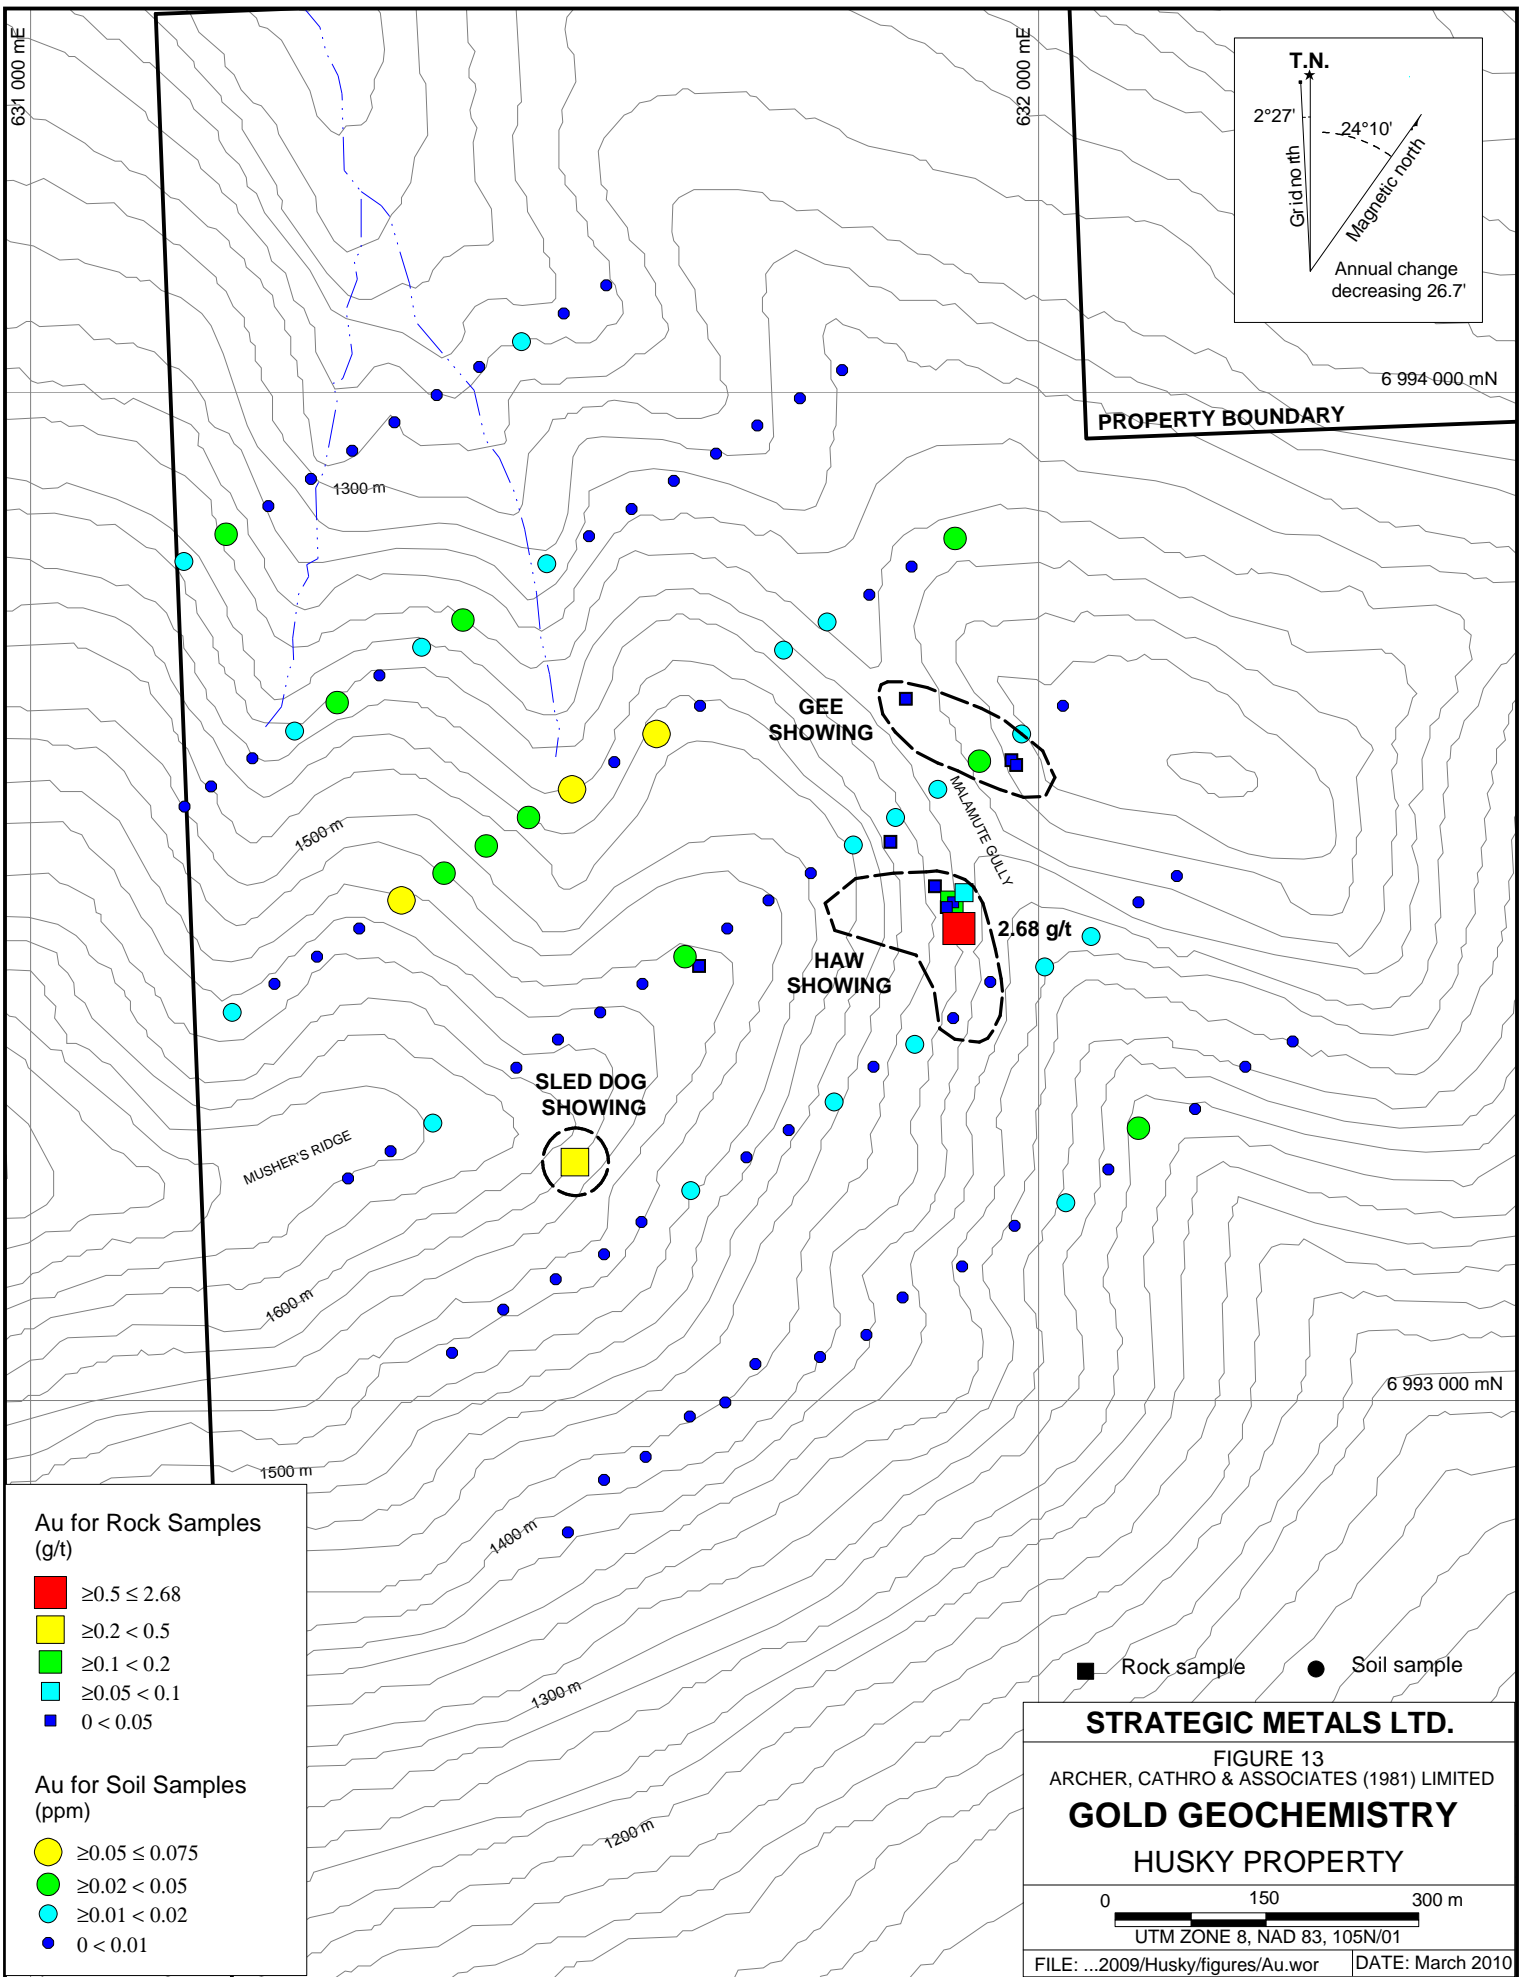 631 000 mE
632 000 mE
T.N.
2°27'
24°10'
Grid north
Magnetic north
Annual change
decreasing 26.7'
6 994 000 mN
PROPERTY BOUNDARY
1300 m
GEE
SHOWING
MALAMUTE GULLY
1500 m
2.68 g/t
HAW
SHOWING
SLED DOG
SHOWING
MUSHER'S RIDGE
1600 m
6 993 000 mN
1500 m
1400 m
1300 m
1200 m
Au for Rock Samples
(g/t)
≥0.5 ≤ 2.68
≥0.2 < 0.5
≥0.1 < 0.2
≥0.05 < 0.1
0 < 0.05
Au for Soil Samples
(ppm)
≥0.05 ≤ 0.075
≥0.02 < 0.05
≥0.01 < 0.02
0 < 0.01
Rock sample
Soil sample
STRATEGIC METALS LTD.
FIGURE 13
ARCHER, CATHRO & ASSOCIATES (1981) LIMITED
GOLD GEOCHEMISTRY
HUSKY PROPERTY
0 150 300 m
UTM ZONE 8, NAD 83, 105N/01
FILE: ...2009/Husky/figures/Au.wor
DATE: March 2010